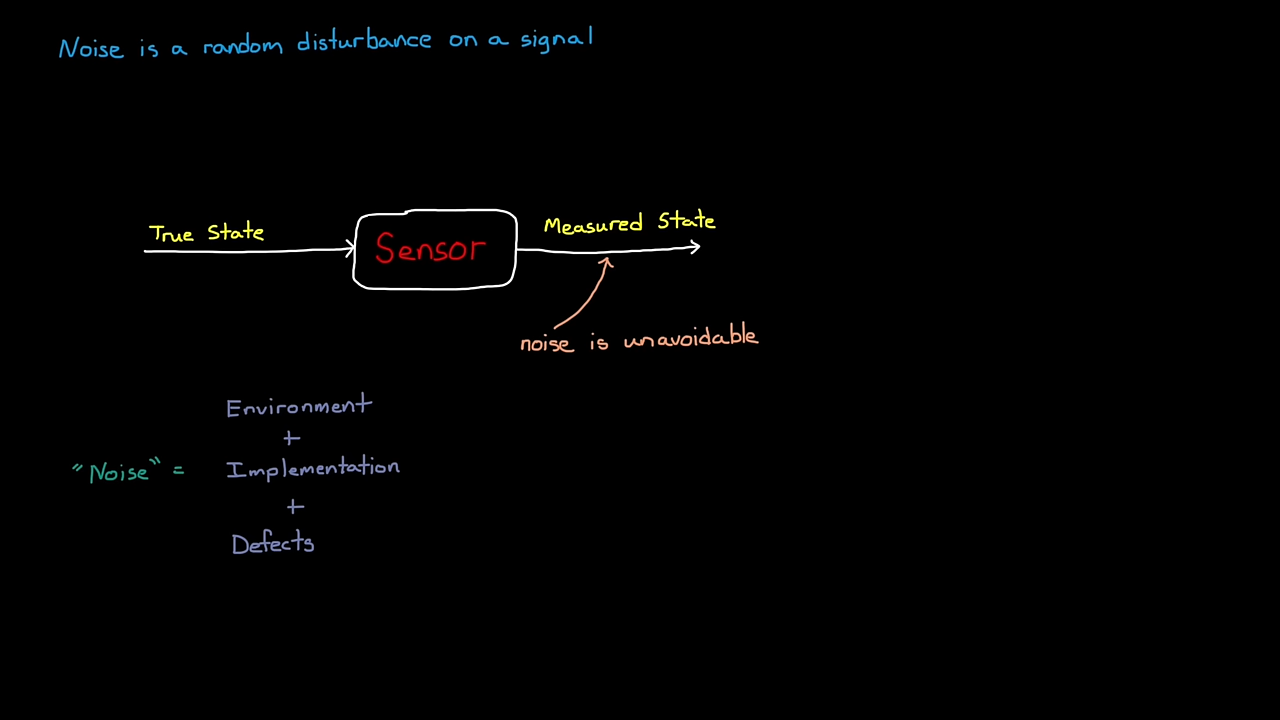 Noise is a random disturbance on a signal
True State
Sensor
Measured State
noise is unavoidable
Environment
+
"Noise" = Implementation
+
Defects